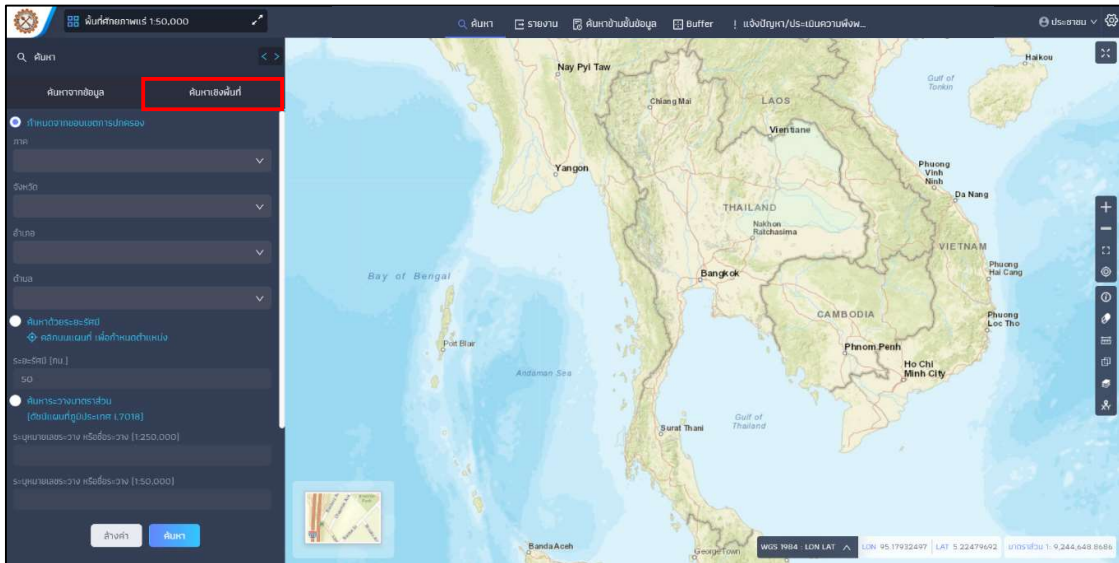 พื้นที่ศักยภาพแร่ 1:50,000
ค้นหา
รายงาน
ค้นหาข้ามชั้นข้อมูล
Buffer
แจ้งปัญหา/ประเมินความพึงพ...
ประชาชน
ค้นหา
ค้นหาจากข้อมูล
ค้นหาเชิงพื้นที่
กำหนดจากขอบเขตการปกครอง
ภาค
จังหวัด
อำเภอ
ตำบล
ค้นหาด้วยระยะรัศมี
คลิกบนแผนที่ เพื่อกำหนดตำแหน่ง
ระยะรัศมี (กม.)
50
ค้นหาระวางมาตราส่วน
(ดัชนีแผนที่ภูมิประเทศ L7018)
ระบุหมายเลขระวาง หรือชื่อระวาง (1:250,000)
ระบุหมายเลขระวาง หรือชื่อระวาง (1:50,000)
ล้างค่า
ค้นหา
Nay Pyi Taw
Haikou
Gulf of
Tonkin
Chiang Mai
LAOS
Vientiane
Yangon
Phuong
Vinh
Ninh
Da Nang
THAILAND
Nakhon
Ratchasima
VIETNAM
Phuong
Hai Cang
Bay of Bengal
Bangkok
CAMBODIA
Phuong
Loc Tho
Port Blair
Phnom Penh
Ho Chi
Minh City
Andaman Sea
Gulf of
Thailand
Surat Thani
Banda Aceh
George Town
WGS 1984 : LON LAT
LON 95.17932497
LAT 5.22479692
มาตราส่วน 1: 9,244,648.8686